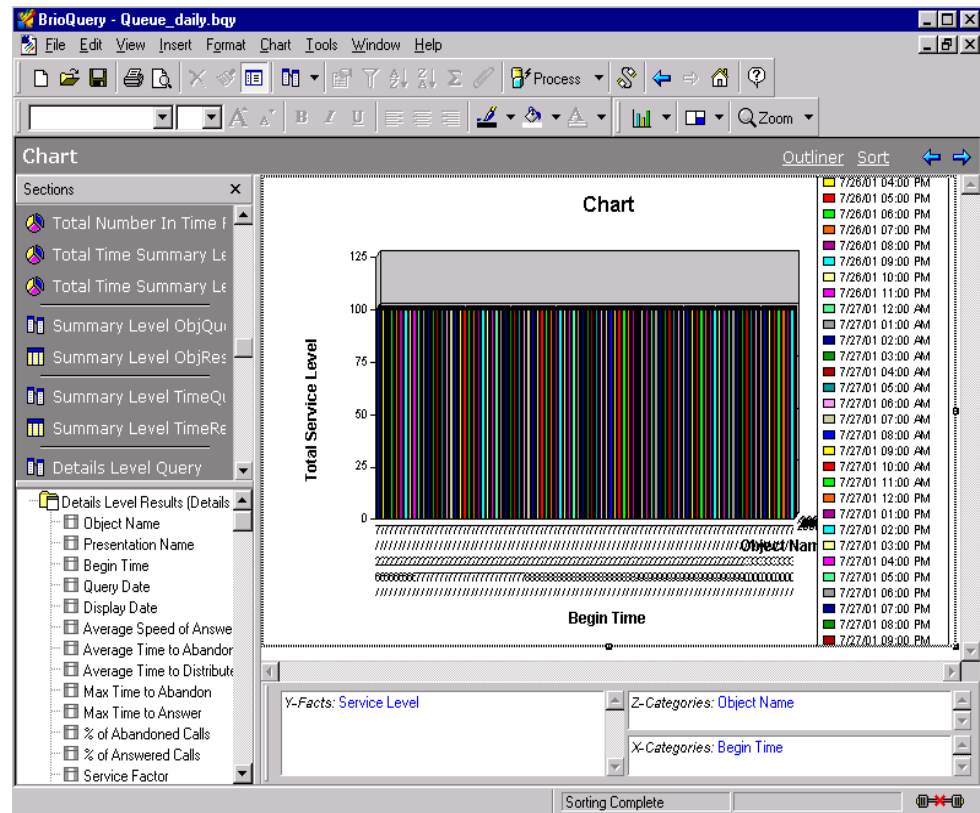 BrioQuery - Queue_daily.bqy
File Edit View Insert Format Chart Tools Window Help
Process
B I U Zoom
Chart Outliner Sort
Sections
Total Number In Time
Total Time Summary Le
Total Time Summary Le
Summary Level ObjQu
Summary Level ObjRes
Summary Level TimeQu
Summary Level TimeRe
Details Level Query
Details Level Results (Details
Object Name
Presentation Name
Begin Time
Query Date
Display Date
Average Speed of Answe
Average Time to Abandor
Average Time to Distribute
Max Time to Abandon
Max Time to Answer
% of Abandoned Calls
% of Answered Calls
Service Factor
Chart
Total Service Level
125
100
75
50
25
0
Object Nam
Begin Time
7/26/01 04:00 PM
7/26/01 05:00 PM
7/26/01 06:00 PM
7/26/01 07:00 PM
7/26/01 08:00 PM
7/26/01 09:00 PM
7/26/01 10:00 PM
7/26/01 11:00 PM
7/27/01 12:00 AM
7/27/01 01:00 AM
7/27/01 02:00 AM
7/27/01 03:00 AM
7/27/01 04:00 AM
7/27/01 05:00 AM
7/27/01 06:00 AM
7/27/01 07:00 AM
7/27/01 08:00 AM
7/27/01 09:00 AM
7/27/01 10:00 AM
7/27/01 11:00 AM
7/27/01 12:00 PM
7/27/01 01:00 PM
7/27/01 02:00 PM
7/27/01 03:00 PM
7/27/01 04:00 PM
7/27/01 05:00 PM
7/27/01 06:00 PM
7/27/01 07:00 PM
7/27/01 08:00 PM
7/27/01 09:00 PM
Y-Facts: Service Level
Z-Categories: Object Name
X-Categories: Begin Time
Sorting Complete